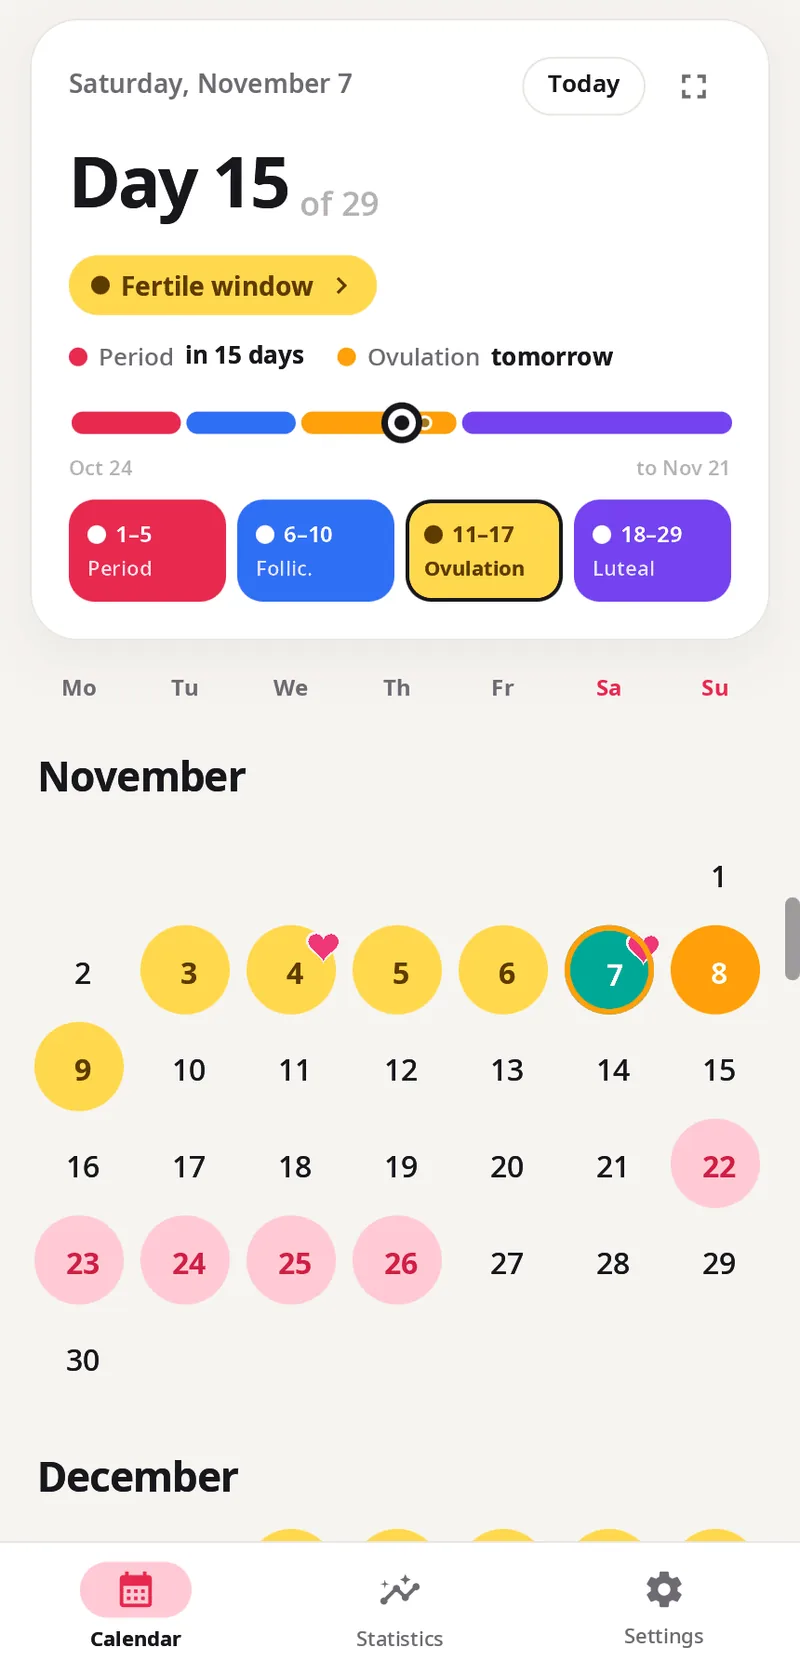 Saturday, November 7
Today
Day 15 of 29
Fertile window
Period in 15 days Ovulation tomorrow
Oct 24 to Nov 21
1–5 6–10 11–17 18–29
Period Follic. Ovulation Luteal
Mo Tu We Th Fr Sa Su
November
1
2 3 4 5 6 7 8
9 10 11 12 13 14 15
16 17 18 19 20 21 22
23 24 25 26 27 28 29
30
December
Calendar Statistics Settings